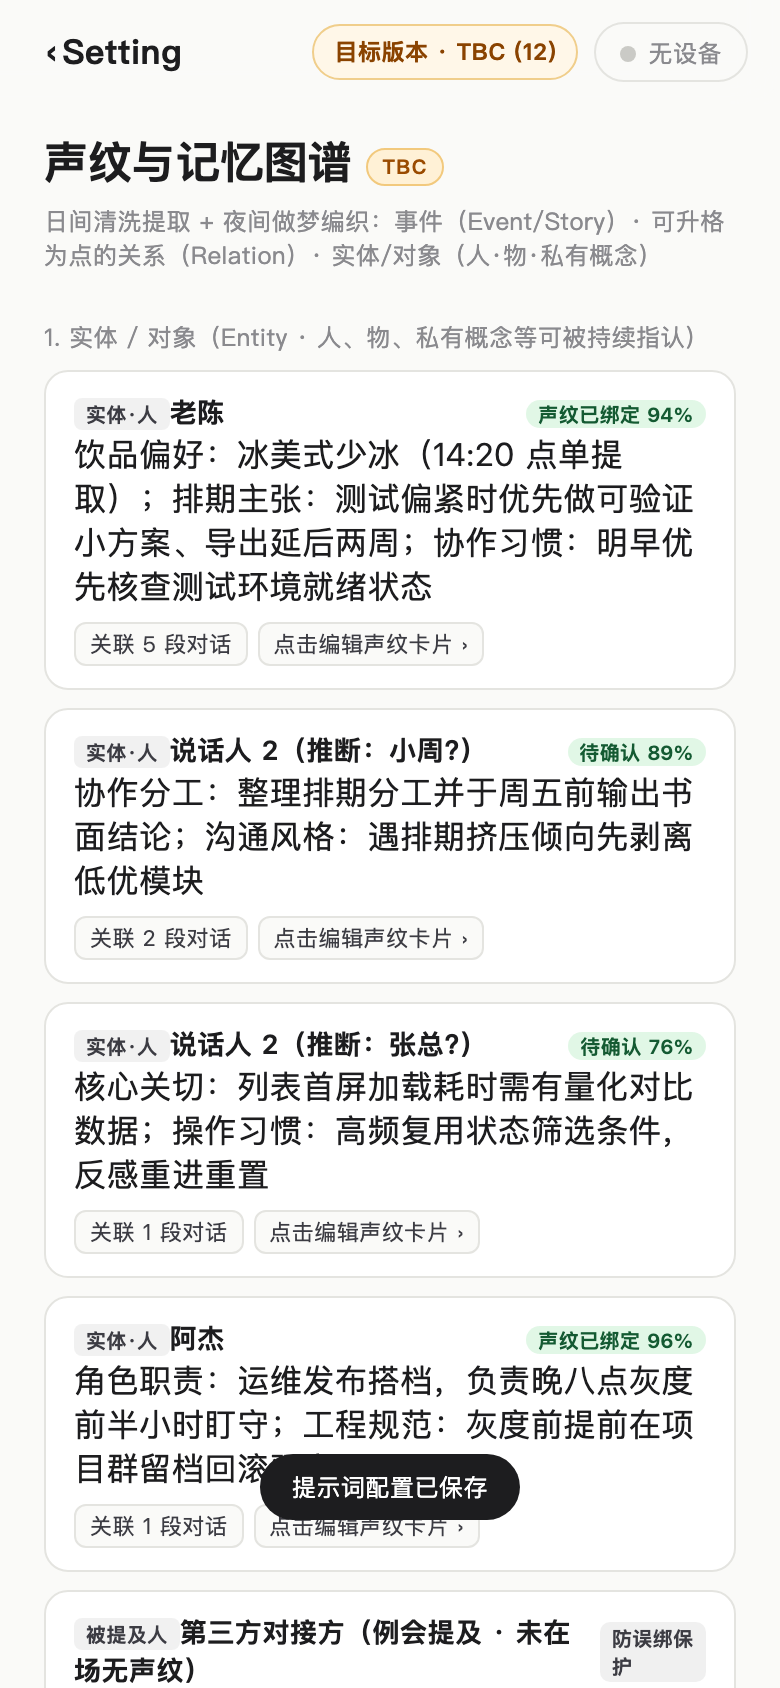 ‹Setting
目标版本 · TBC (12)
无设备
声纹与记忆图谱 TBC
日间清洗提取 + 夜间做梦编织：事件（Event/Story）· 可升格
为点的关系（Relation）· 实体/对象（人·物·私有概念）
1. 实体 / 对象（Entity · 人、物、私有概念等可被持续指认）
实体·人 老陈 声纹已绑定 94%
饮品偏好：冰美式少冰（14:20 点单提
取）；排期主张：测试偏紧时优先做可验证
小方案、导出延后两周；协作习惯：明早优
先核查测试环境就绪状态
关联 5 段对话 点击编辑声纹卡片 ›
实体·人 说话人 2（推断：小周?） 待确认 89%
协作分工：整理排期分工并于周五前输出书
面结论；沟通风格：遇排期挤压倾向先剥离
低优模块
关联 2 段对话 点击编辑声纹卡片 ›
实体·人 说话人 2（推断：张总?） 待确认 76%
核心关切：列表首屏加载耗时需有量化对比
数据；操作习惯：高频复用状态筛选条件，
反感重进重置
关联 1 段对话 点击编辑声纹卡片 ›
实体·人 阿杰 声纹已绑定 96%
角色职责：运维发布搭档，负责晚八点灰度
前半小时盯守；工程规范：灰度前提前在项
目群留档回滚
提示词配置已保存
关联 1 段对话 点击编辑声纹卡片 ›
被提及人 第三方对接方（例会提及 · 未在
场无声纹）
防误绑保
护